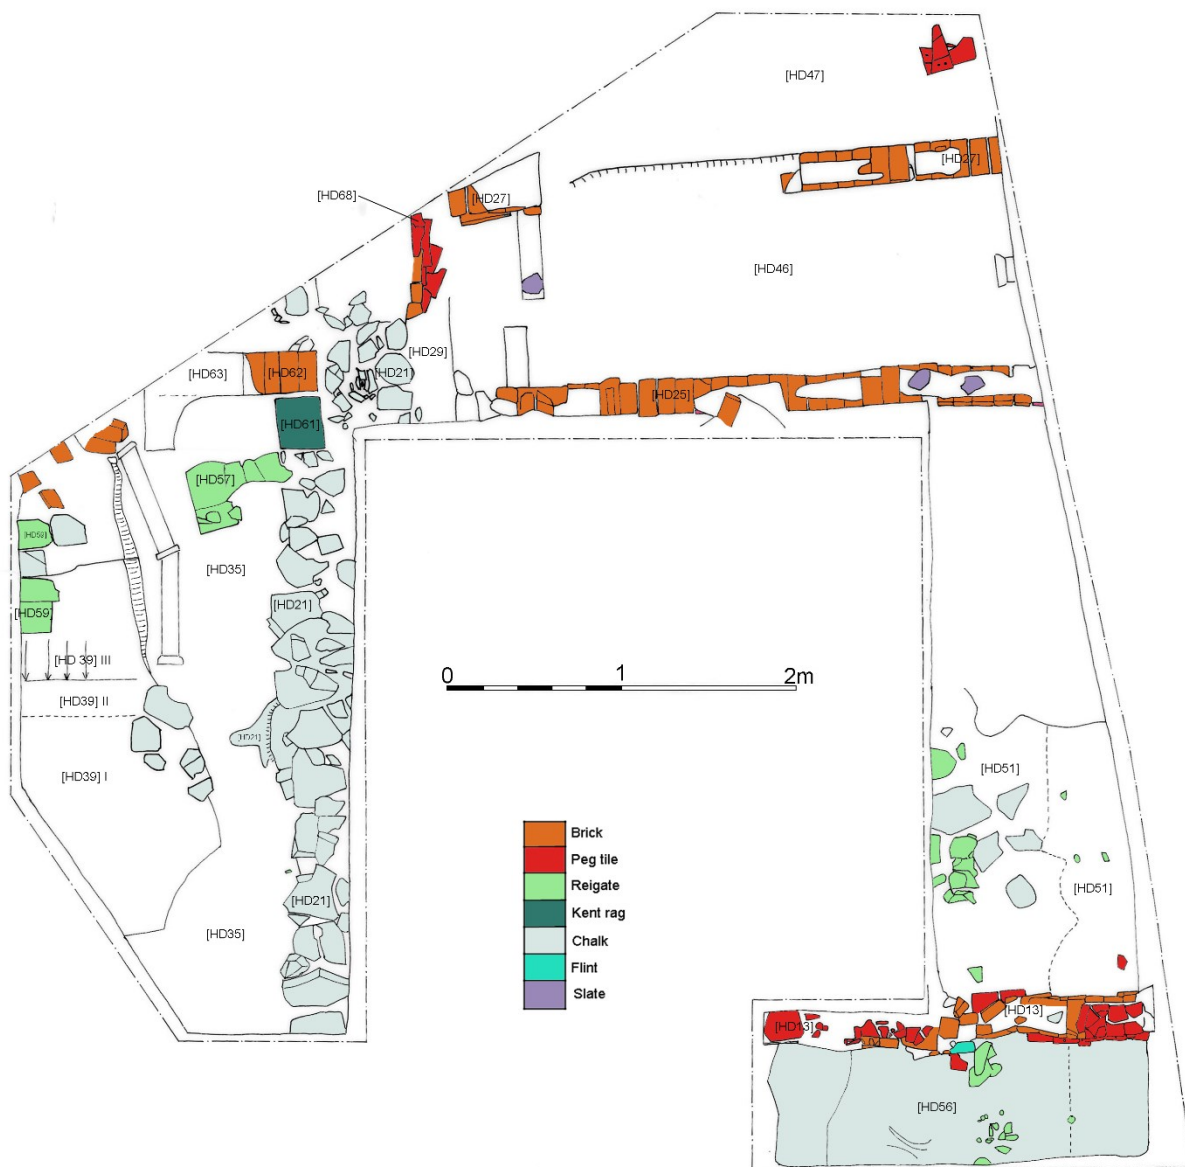 [HD47]
[HD27]
[HD68]
[HD27]
[HD46]
[HD29]
[HD63]
[HD62]
[HD21]
[HD25]
[HD61]
[HD57]
[HD59]
[HD35]
[HD59]
[HD21]
[HD 39] III
[HD39] II
[HD21]
[HD39] I
0
1
2m
[HD51]
Brick
Peg tile
Reigate
Kent rag
Chalk
Flint
Slate
[HD51]
[HD21]
[HD35]
[HD13]
[HD13]
[HD56]